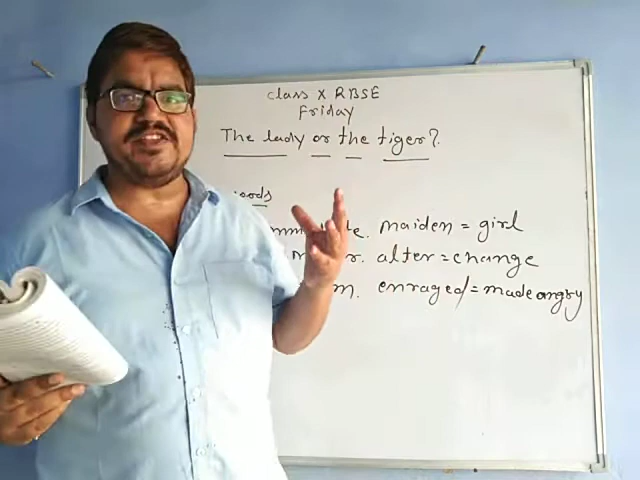 class X RBSE
Friday
The lady or the tiger?
maiden = girl
alter = change
enraged = made angry